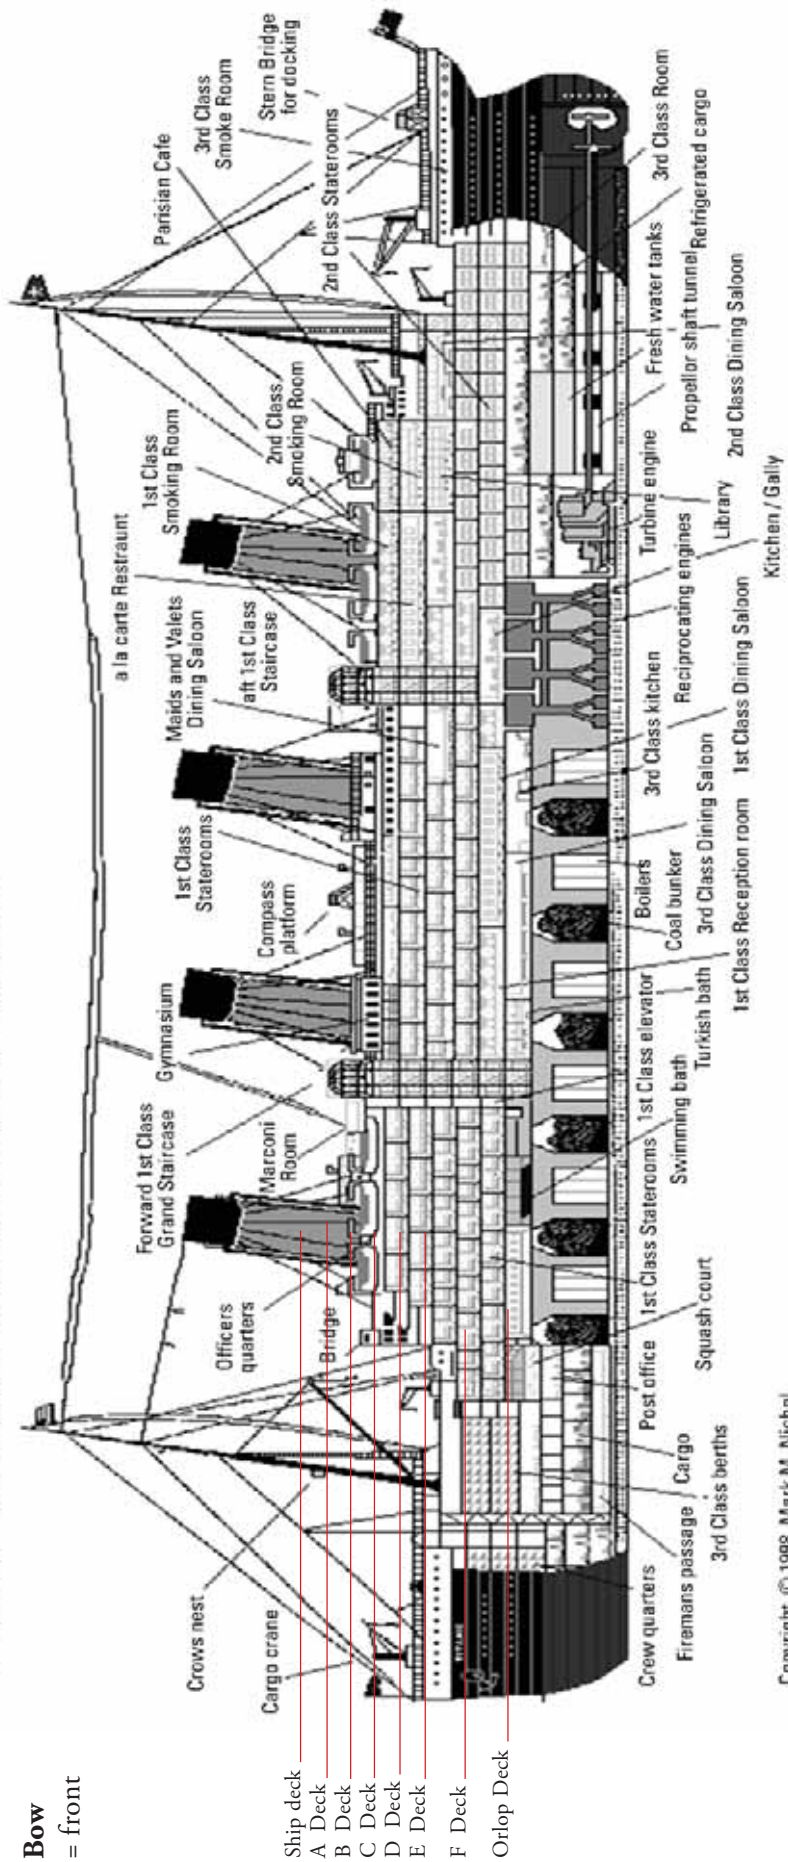 Bow
= front
Ship deck
A Deck
B Deck
C Deck
D Deck
E Deck
F Deck
Orlop Deck
Crows nest
Cargo crane
Officers
quarters
Bridge
Forward 1st Class
Grand Staircase
Marconi
Room
Gymnasium
Compass
platform
1st Class
Staterooms
Maids and Valets
Dining Saloon
aft 1st Class
Staircase
a la carte Restraunt
1st Class
Smoking Room
2nd Class
Smoking Room
Parisian Cafe
2nd Class Staterooms
3rd Class
Smoke Room
Stern Bridge
for docking
Crew quarters
Firemans passage
3rd Class berths
Cargo
Post office
Squash court
1st Class Staterooms
Swimming bath
1st Class elevator
Turkish bath
1st Class Reception room
Boilers
Coal bunker
3rd Class Dining Saloon
3rd Class kitchen
1st Class Dining Saloon
Reciprocating engines
Kitchen / Gally
Turbine engine
Library
2nd Class Dining Saloon
Propellor shaft tunnel
Fresh water tanks
Refrigerated cargo
3rd Class Room
Copyright © 1998 Mark M.